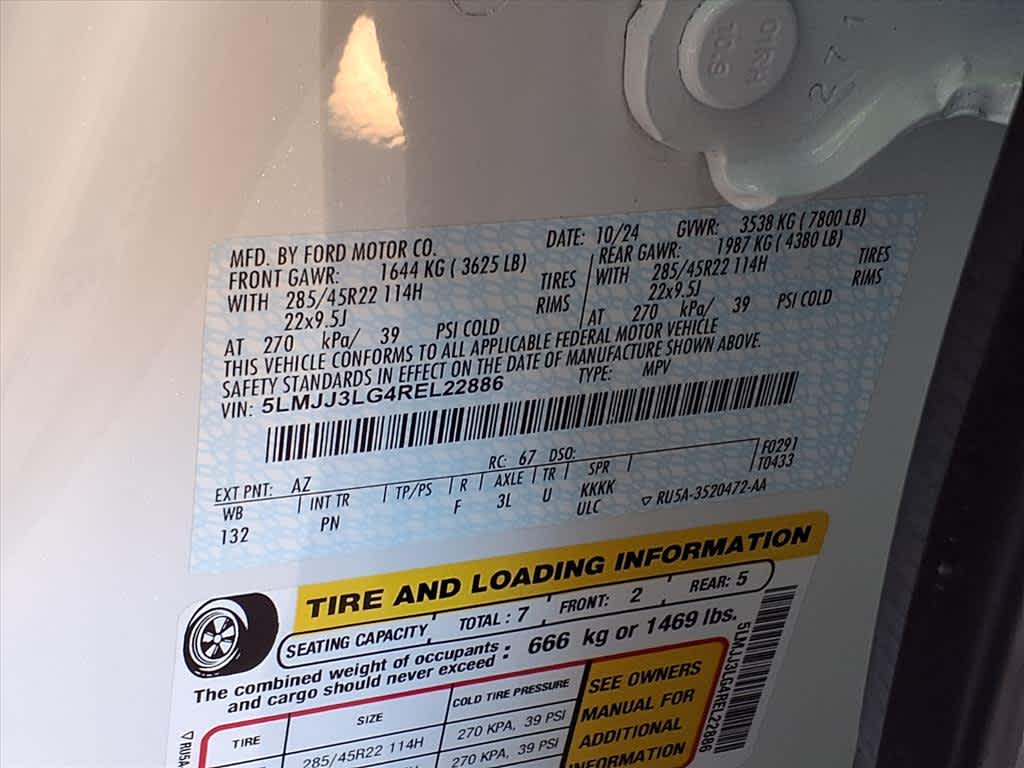 01RH
10.9
271
MFD. BY FORD MOTOR CO. DATE: 10/24 GVWR: 3538 KG ( 7800 LB)
FRONT GAWR: 1644 KG ( 3625 LB) REAR GAWR: 1987 KG ( 4380 LB)
WITH 285/45R22 114H TIRES WITH 285/45R22 114H TIRES
22x9.5J RIMS 22x9.5J RIMS
AT 270 kPa/ 39 PSI COLD AT 270 kPa/ 39 PSI COLD
THIS VEHICLE CONFORMS TO ALL APPLICABLE FEDERAL MOTOR VEHICLE
SAFETY STANDARDS IN EFFECT ON THE DATE OF MANUFACTURE SHOWN ABOVE.
VIN: 5LMJJ3LG4REL22886 TYPE: MPV
EXT PNT: AZ RC: 67 DSO: F0291
WB INT TR TP/PS R AXLE TR SPR T0433
132 PN F 3L U KKKK
ULC ▽ RU5A-3520472-AA
TIRE AND LOADING INFORMATION
SEATING CAPACITY TOTAL : 7 FRONT: 2 REAR: 5
The combined weight of occupants and cargo should never exceed : 666 kg or 1469 lbs.
TIRE SIZE COLD TIRE PRESSURE
285/45R22 114H 270 KPA, 39 PSI
270 KPA, 39 PSI
SEE OWNERS
MANUAL FOR
ADDITIONAL
INFORMATION
5LMJJ3LG4REL22886
▽ RU5A